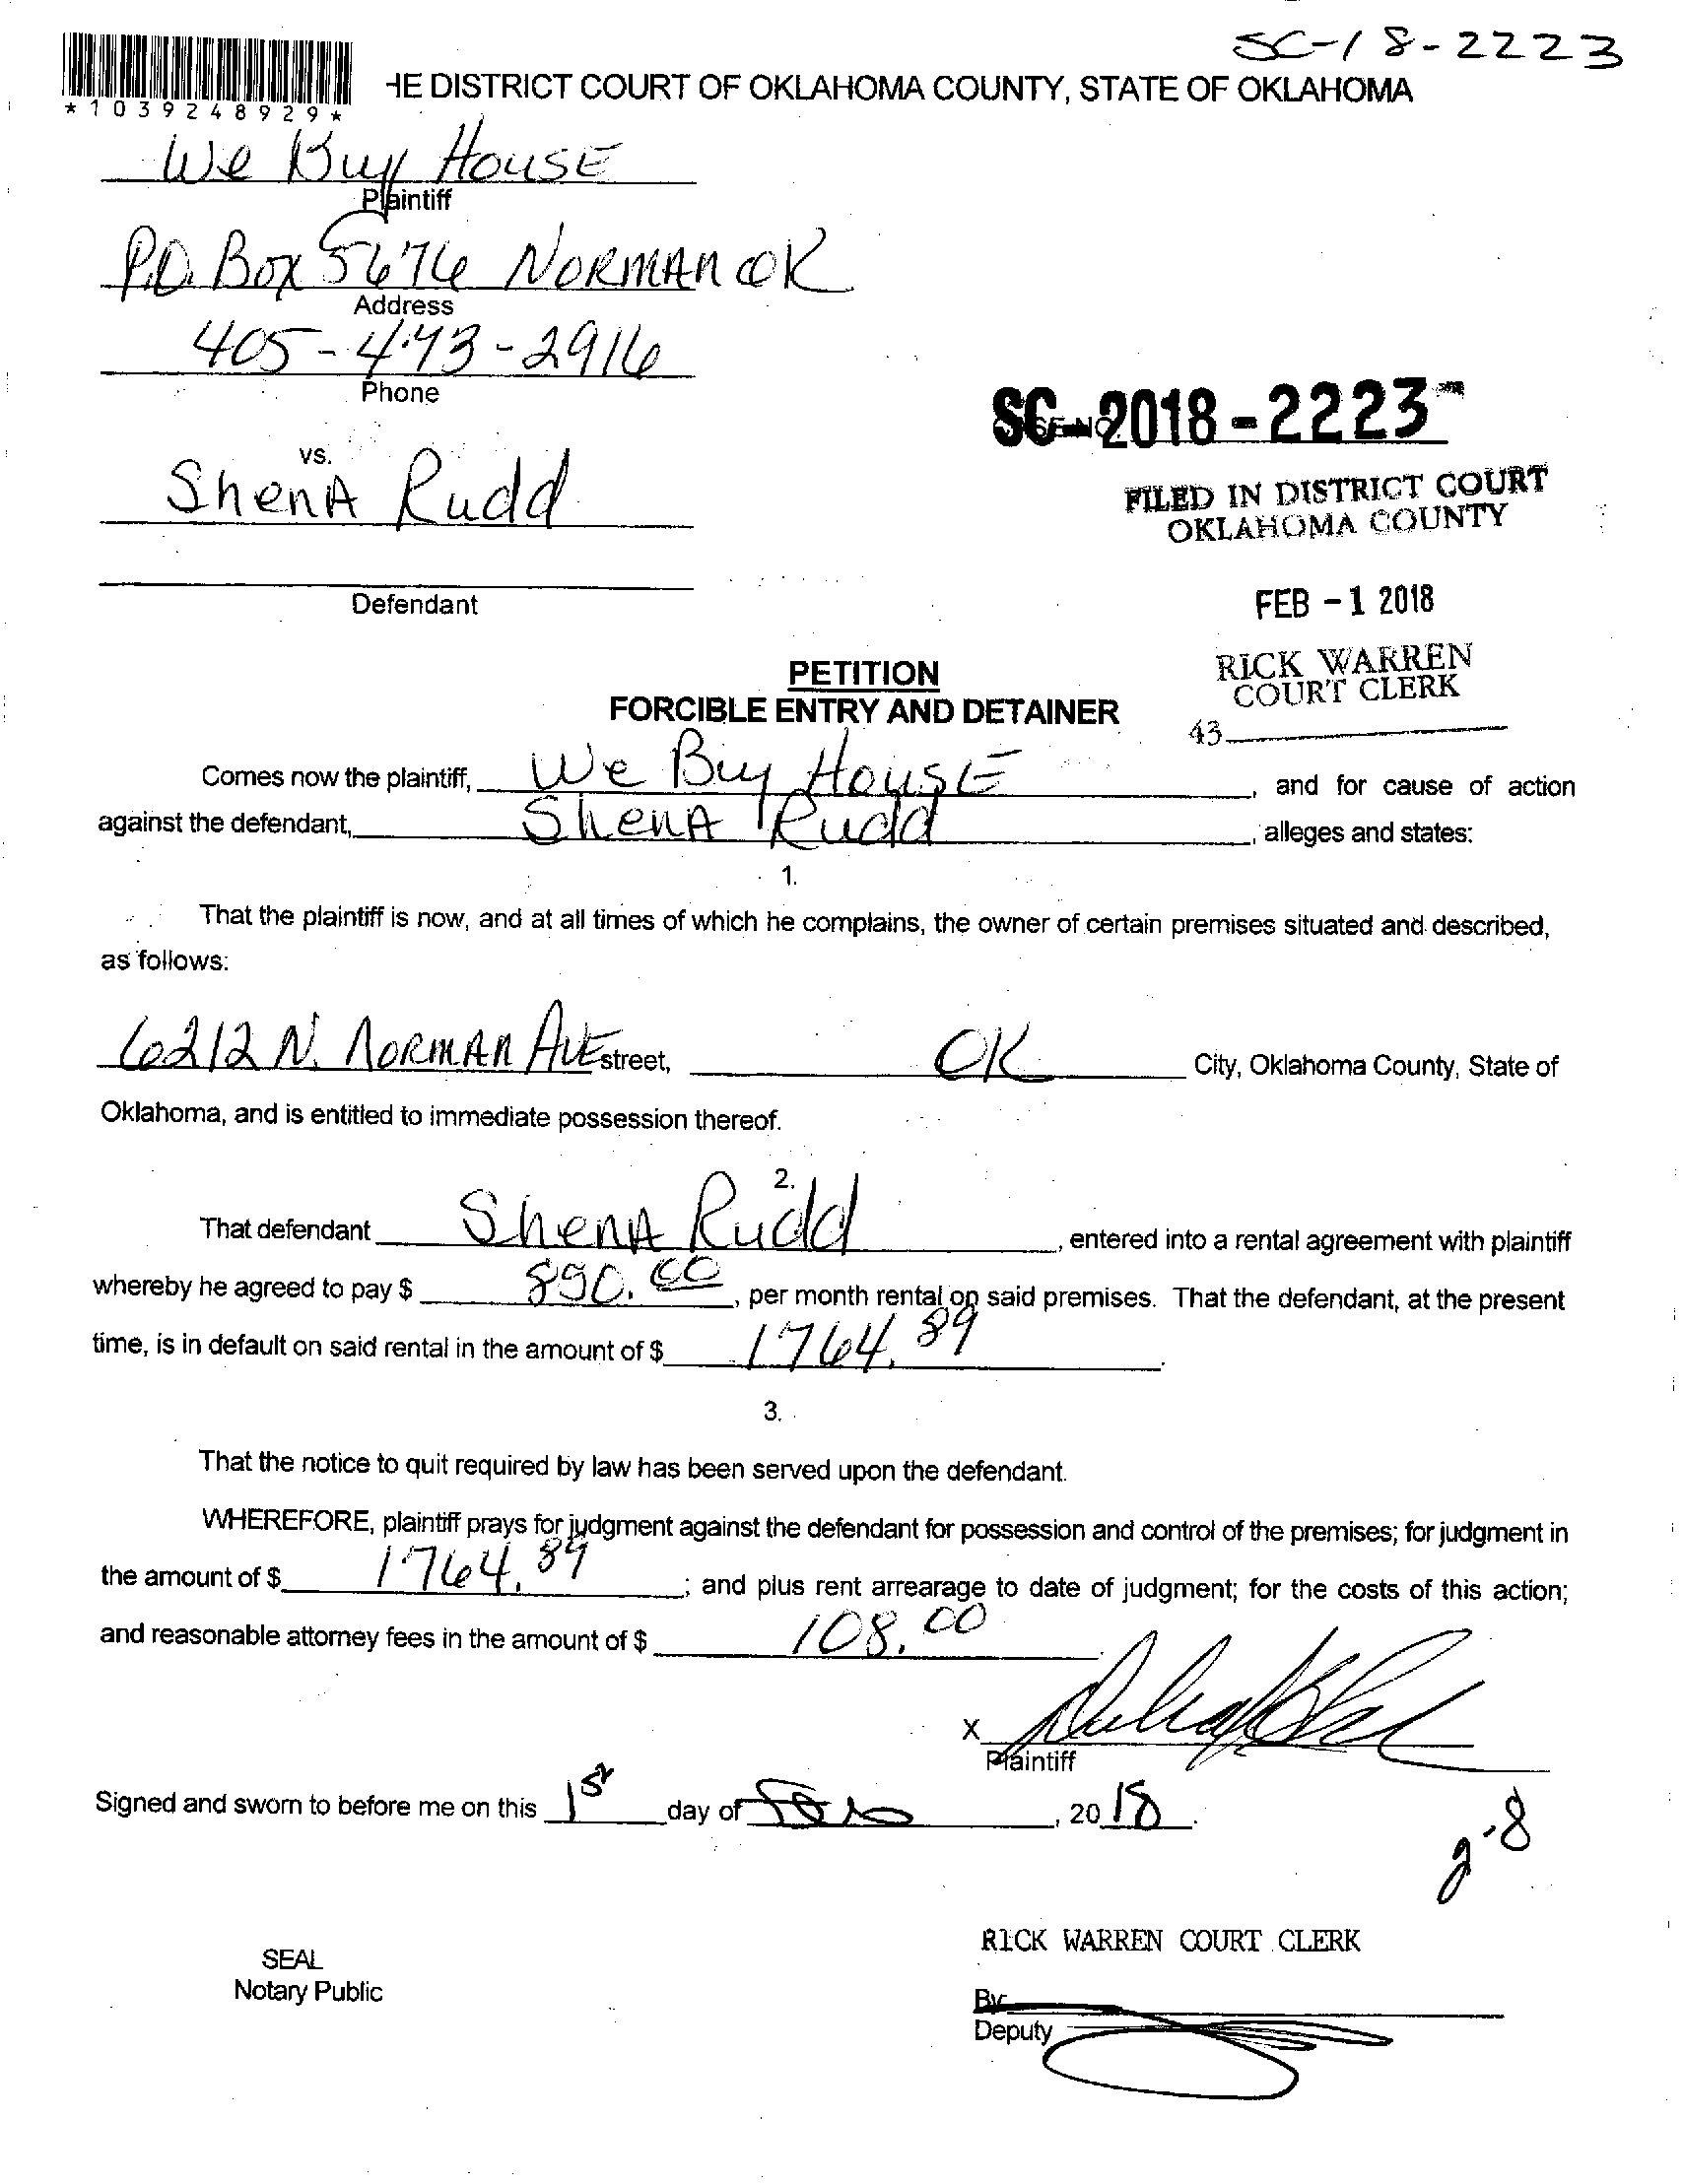 SC-18-2223
HE DISTRICT COURT OF OKLAHOMA COUNTY, STATE OF OKLAHOMA
*1039248929*
We Buy House
Plaintiff
P.O. Box 5676 Norman OK
Address
405-473-2916
Phone
SC-2018-2223
vs.
Shena Rudd
FILED IN DISTRICT COURT
OKLAHOMA COUNTY
Defendant
FEB -1 2018
RICK WARREN
COURT CLERK
43
PETITION
FORCIBLE ENTRY AND DETAINER
Comes now the plaintiff, We Buy House, and for cause of action
against the defendant, Shena Rudd, alleges and states:
1.
That the plaintiff is now, and at all times of which he complains, the owner of certain premises situated and described,
as follows:
6212 N. Norman Ave street, OK City, Oklahoma County, State of
Oklahoma, and is entitled to immediate possession thereof.
2.
That defendant Shena Rudd, entered into a rental agreement with plaintiff
whereby he agreed to pay $ 890.00, per month rental on said premises. That the defendant, at the present
time, is in default on said rental in the amount of $ 1764.89.
3.
That the notice to quit required by law has been served upon the defendant.
WHEREFORE, plaintiff prays for judgment against the defendant for possession and control of the premises; for judgment in
the amount of $ 1764.89; and plus rent arrearage to date of judgment; for the costs of this action;
and reasonable attorney fees in the amount of $ 108.00
X
Plaintiff
Signed and sworn to before me on this 1st day of Feb, 2018.
2-8
RICK WARREN COURT CLERK
SEAL
Notary Public
By
Deputy